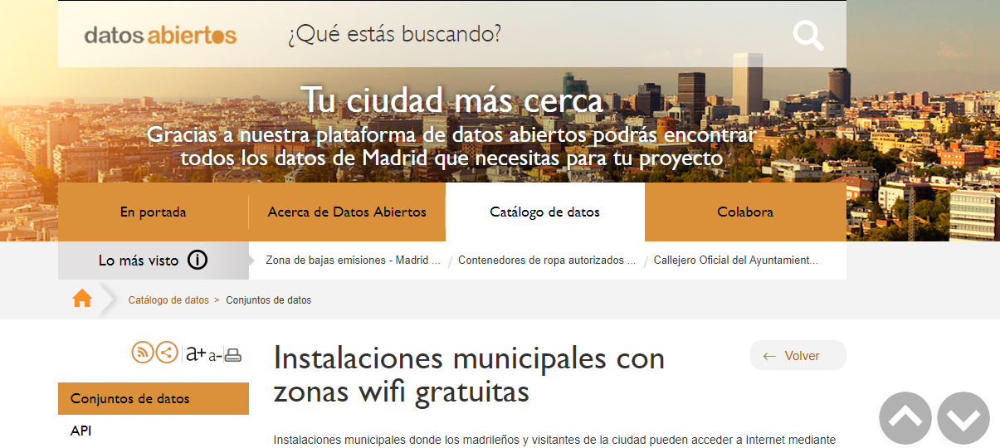 datos abiertos
¿Qué estás buscando?
Tu ciudad más cerca
Gracias a nuestra plataforma de datos abiertos podrás encontrar
todos los datos de Madrid que necesitas para tu proyecto
En portada
Acerca de Datos Abiertos
Catálogo de datos
Colabora
Lo más visto
Zona de bajas emisiones - Madrid ... / Contenedores de ropa autorizados ... / Callejero Oficial del Ayuntamient...
Catálogo de datos > Conjuntos de datos
a+ a-
Instalaciones municipales con
zonas wifi gratuitas
Volver
Conjuntos de datos
API
Instalaciones municipales donde los madrileños y visitantes de la ciudad pueden acceder a Internet mediante